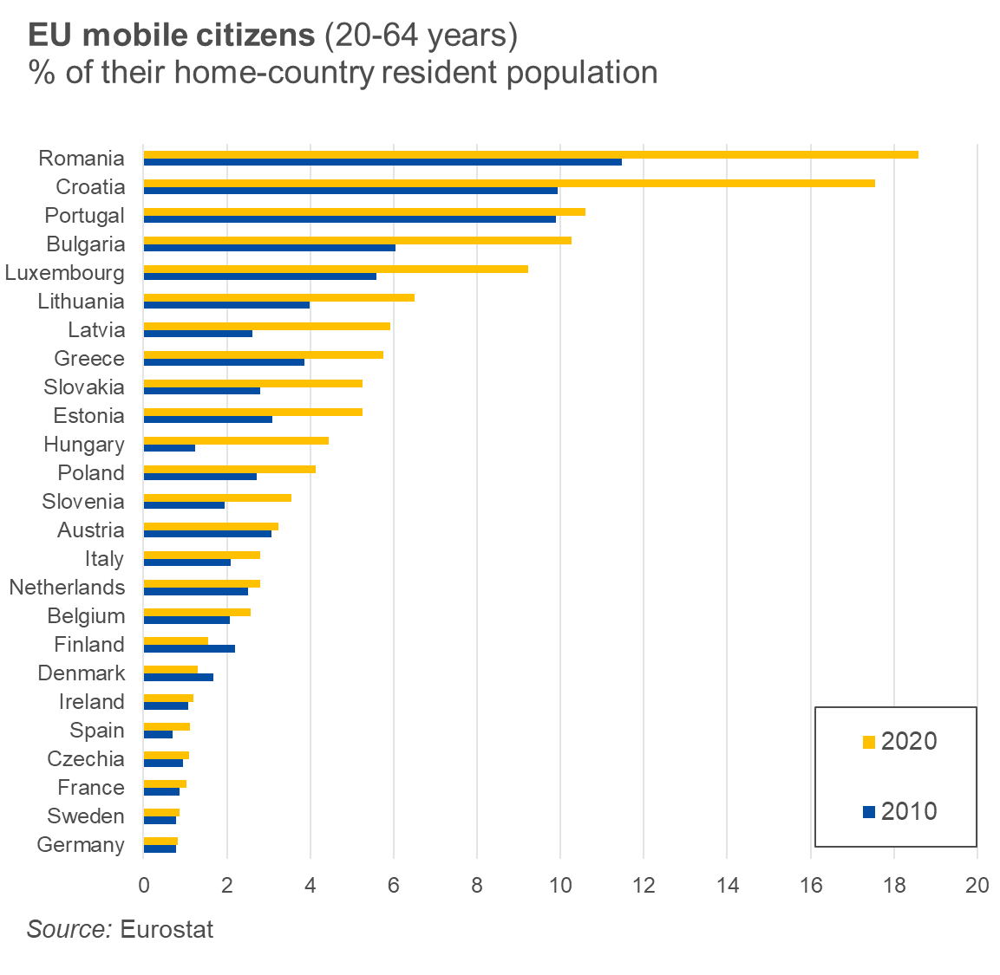 EU mobile citizens (20-64 years)
% of their home-country resident population
Romania
Croatia
Portugal
Bulgaria
Luxembourg
Lithuania
Latvia
Greece
Slovakia
Estonia
Hungary
Poland
Slovenia
Austria
Italy
Netherlands
Belgium
Finland
Denmark
Ireland
Spain
Czechia
France
Sweden
Germany
2020
2010
0 2 4 6 8 10 12 14 16 18 20
Source: Eurostat